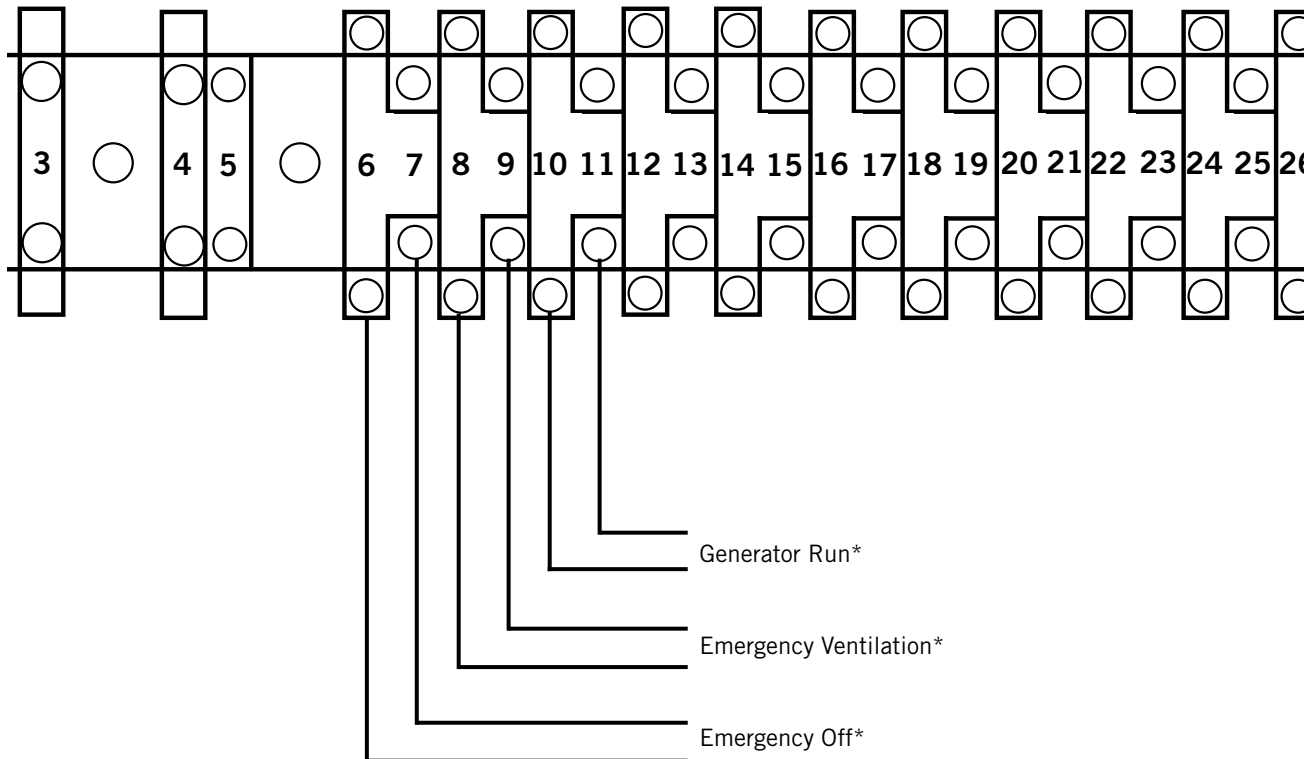 3 4 5 6 7 8 9 10 11 12 13 14 15 16 17 18 19 20 21 22 23 24 25 26
Generator Run*
Emergency Ventilation*
Emergency Off*